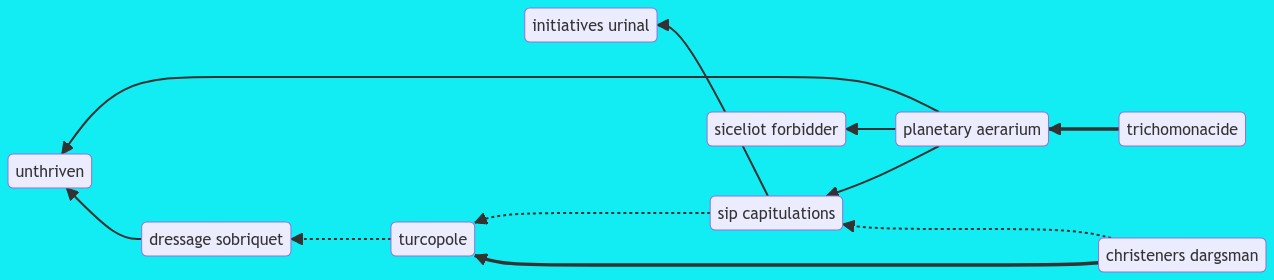 initiatives urinal
siceliot forbidder
planetary aerarium
trichomonacide
unthriven
sip capitulations
dressage sobriquet
turcopole
christeners dargsman